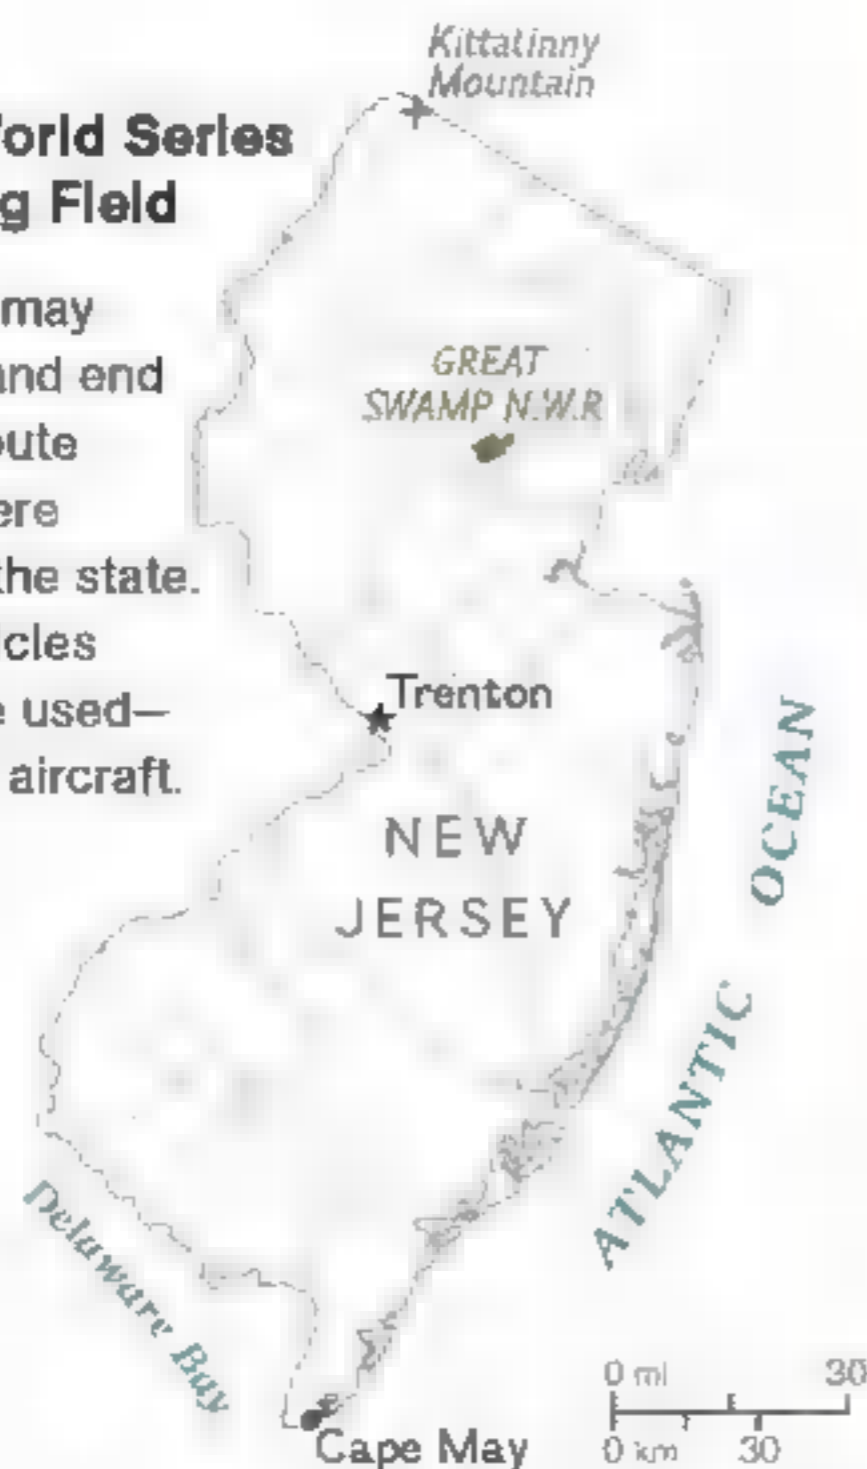 Kittatinny
Mountain
orld Series
g Field
may
and end
oute
ere
the state.
icles
e used—
aircraft.
GREAT
SWAMP N.W.R
Trenton
NEW
JERSEY
ATLANTIC OCEAN
Delaware Bay
Cape May
0 mi 30
0 km 30